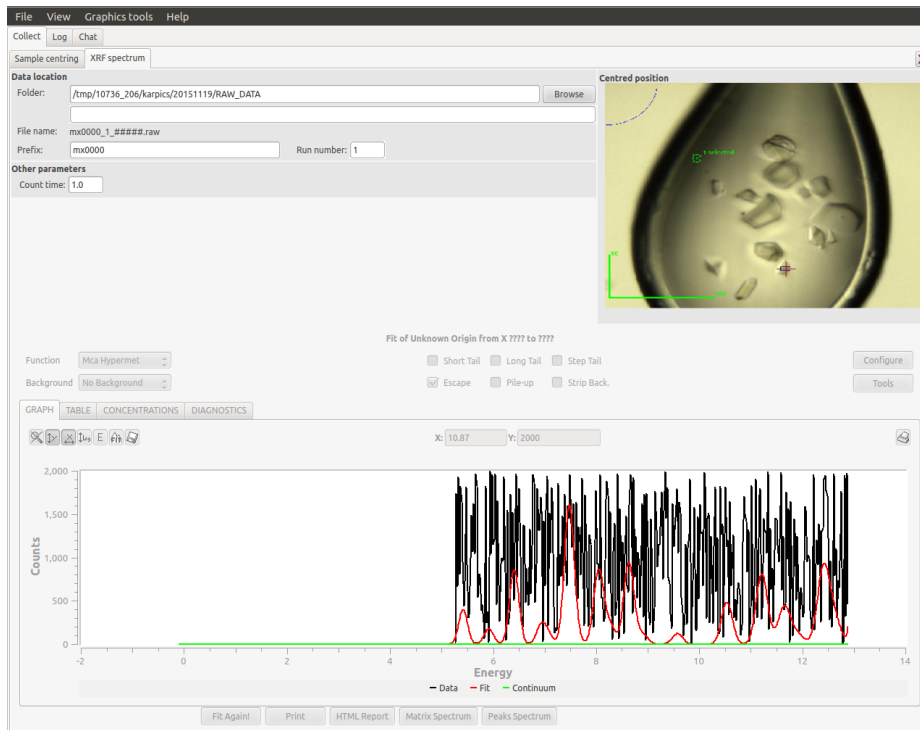 File View Graphics tools Help
Collect Log Chat
Sample centring XRF spectrum
Data location
Folder: /tmp/10736_206/karpics/20151119/RAW_DATA Browse
File name: mx0000_1_#####.raw
Prefix: mx0000 Run number: 1
Other parameters
Count time: 1.0
Centred position
1 selected
Fit of Unknown Origin from X ???? to ????
Function Mca Hypermet Short Tail Long Tail Step Tail Configure
Background No Background Escape Pile-up Strip Back. Tools
GRAPH TABLE CONCENTRATIONS DIAGNOSTICS
E X: 10.87 Y: 2000
2,000
1,500
1,000
500
0
Counts
-2 0 2 4 6 8 10 12 14
Energy
Data Fit Continuum
Fit Again! Print HTML Report Matrix Spectrum Peaks Spectrum